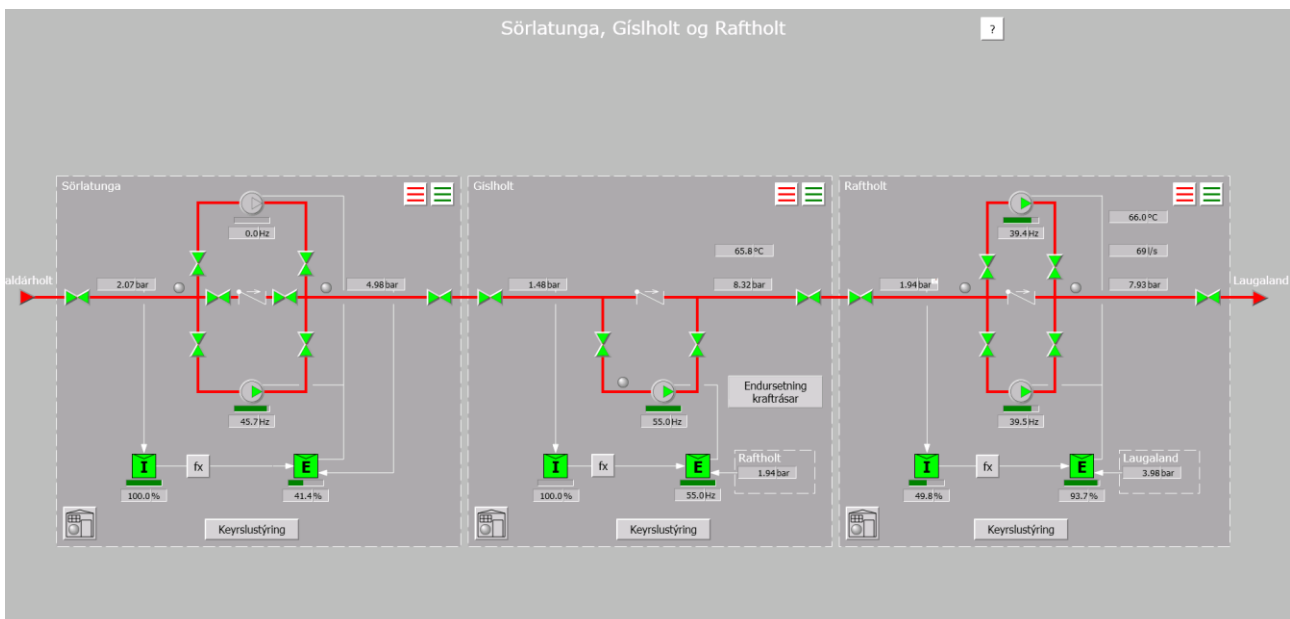 Sörlatunga, Gíslholt og Raftholt
?
Sörlatunga
0.0 Hz
aldárholt
2.07 bar
4.98 bar
45.7 Hz
I
fx
E
100.0 %
41.4 %
Keyrslustýring
Gíslholt
65.8 ºC
1.48 bar
8.32 bar
Endursetning
kraftrásar
55.0 Hz
I
fx
E
Raftholt
1.94 bar
100.0 %
55.0 Hz
Keyrslustýring
Raftholt
39.4 Hz
66.0 ºC
69 l/s
1.94 bar
7.93 bar
Laugaland
39.5 Hz
I
fx
E
Laugaland
3.98 bar
49.8 %
93.7 %
Keyrslustýring